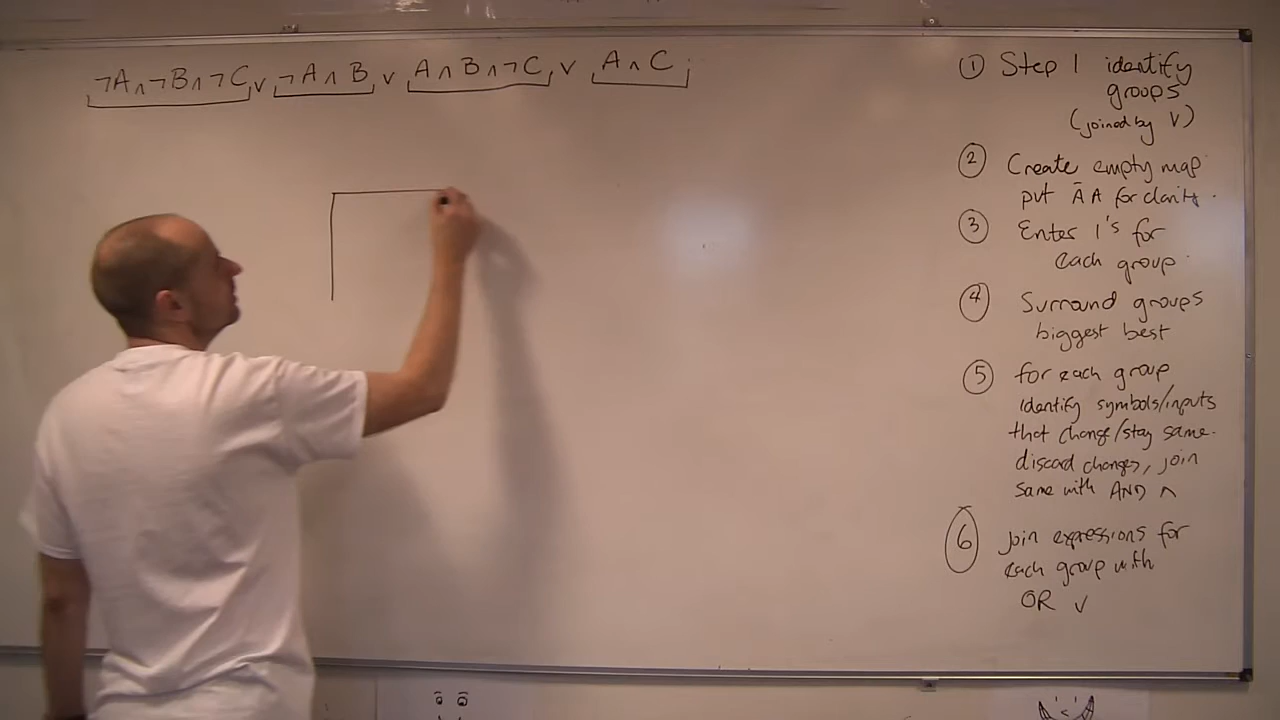 ¬A∧¬B∧¬C∨ ¬A∧B ∨ A∧B∧¬C ∨ A∧C
① Step 1 identify
groups
(joined by V)
② Create empty map
put Ā A for clarity.
③ Enter 1's for
each group.
④ Surround groups
biggest best
⑤ for each group
identify symbols/inputs
that change/stay same.
discard changes, join
same with AND ∧
⑥ join expressions for
each group with
OR ∨